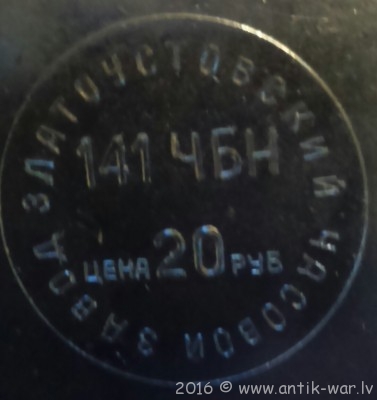 ЗЛАТОУСТОВСКИЙ ЧАСОВОЙ ЗАВОД
141 ЧБН
ЦЕНА 20 РУБ
2016 © www.antik-war.lv